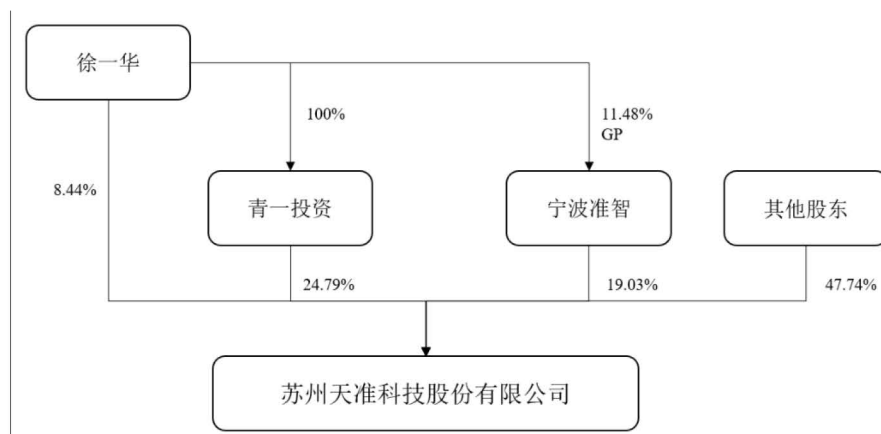 徐一华
100%
11.48%
GP
8.44%
青一投资
宁波准智
其他股东
24.79%
19.03%
47.74%
苏州天准科技股份有限公司